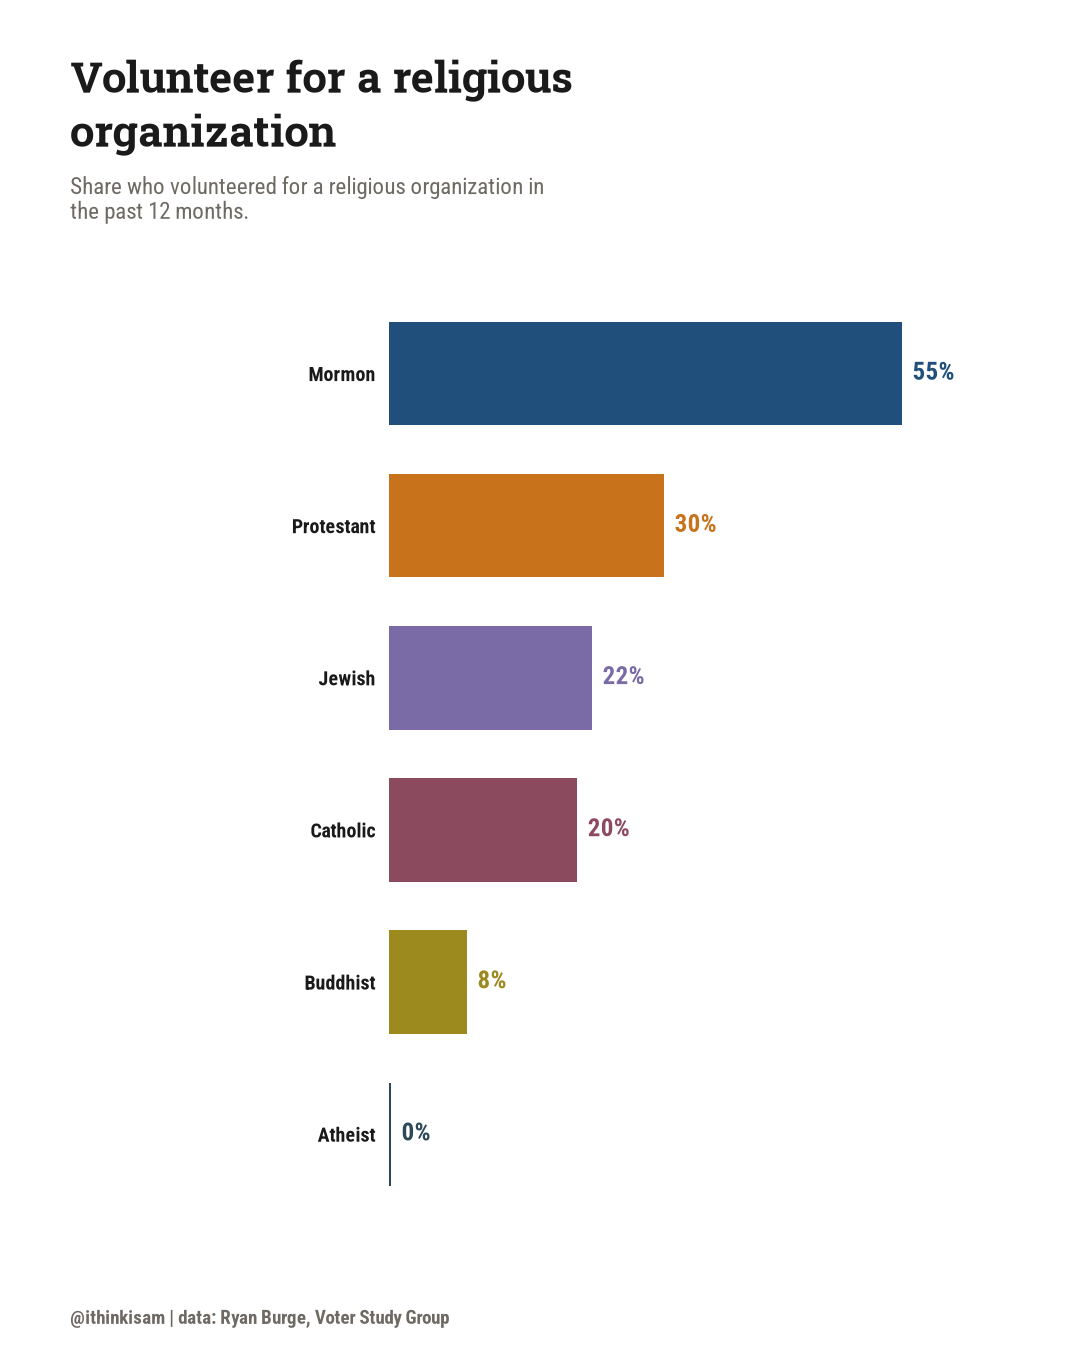 Volunteer for a religious
organization
Share who volunteered for a religious organization in
the past 12 months.
Mormon 55%
Protestant 30%
Jewish 22%
Catholic 20%
Buddhist 8%
Atheist 0%
@ithinkisam | data: Ryan Burge, Voter Study Group